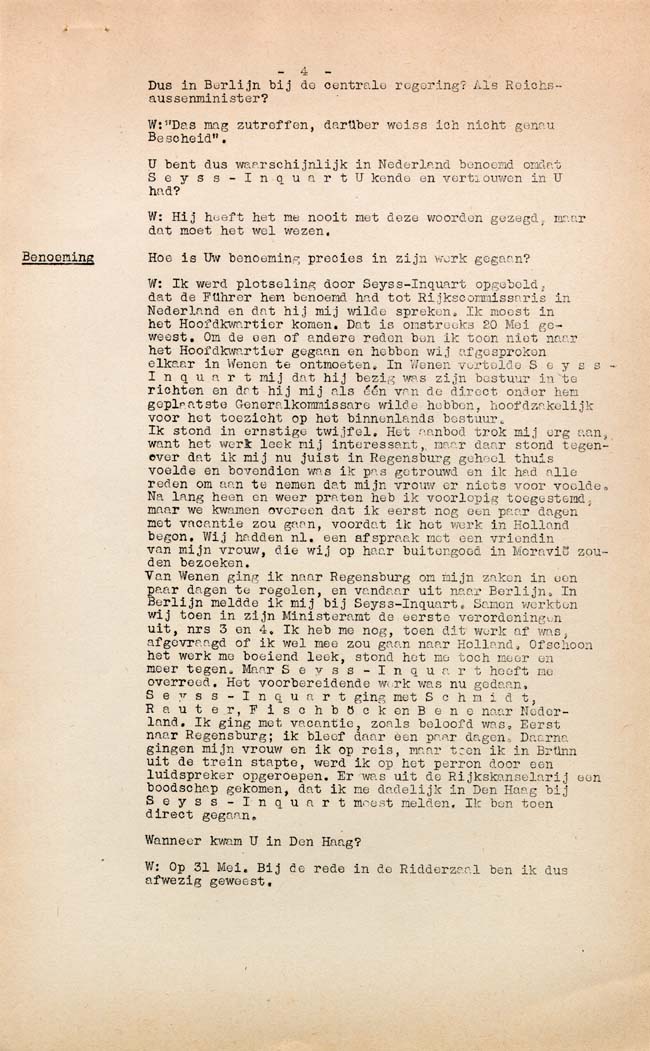 - 4 -
Dus in Berlijn bij de centrale regering? Als Reichs-
aussenminister?
W:"Das mag zutreffen, darüber weiss ich nicht genau
Bescheid".
U bent dus waarschijnlijk in Nederland benoemd omdat
S e y s s - I n q u a r t U kende en vertrouwen in U
had?
W: Hij heeft het me nooit met deze woorden gezegd, maar
dat moet het wel wezen.
Benoeming Hoe is Uw benoeming precies in zijn werk gegaan?
W: Ik werd plotseling door Seyss-Inquart opgebeld,
dat de Führer hem benoemd had tot Rijkscommissaris in
Nederland en dat hij mij wilde spreken. Ik moest in
het Hoofdkwartier komen. Dat is omstreeks 20 Mei ge-
weest. Om de een of andere reden ben ik toen niet naar
het Hoofdkwartier gegaan en hebben wij afgesproken
elkaar in Wenen te ontmoeten. In Wenen vertelde S e y s s -
I n q u a r t mij dat hij bezig was zijn bestuur in te
richten en dat hij mij als één van de direct onder hem
geplaatste Generalkommissare wilde hebben, hoofdzakelijk
voor het toezicht op het binnenlands bestuur.
Ik stond in ernstige twijfel. Het aanbod trok mij erg aan,
want het werk leek mij interessant, maar daar stond tegen-
over dat ik mij nu juist in Regensburg geheel thuis
voelde en bovendien was ik pas getrouwd en ik had alle
reden om aan te nemen dat mijn vrouw er niets voor voelde.
Na lang heen en weer praten heb ik voorlopig toegestemd,
maar we kwamen overeen dat ik eerst nog een paar dagen
met vacantie zou gaan, voordat ik het werk in Holland
begon. Wij hadden nl. een afspraak met een vriendin
van mijn vrouw, die wij op haar buitengoed in Moravië zou-
den bezoeken.
Van Wenen ging ik naar Regensburg om mijn zaken in een
paar dagen te regelen, en vandaar uit naar Berlijn. In
Berlijn meldde ik mij bij Seyss-Inquart. Samen werkten
wij toen in zijn Ministeramt de eerste verordeningen
uit, nrs 3 en 4. Ik heb me nog, toen dit werk af was,
afgevraagd of ik wel mee zou gaan naar Holland. Ofschoon
het werk me boeiend leek, stond het me toch meer en
meer tegen. Maar S e y s s - I n q u a r t heeft me
overreed. Het voorbereidende werk was nu gedaan.
S e y s s - I n q u a r t ging met S c h m i d t,
R a u t e r, F i s c h b ö c k en B e n e naar Neder-
land. Ik ging met vacantie, zoals beloofd was. Eerst
naar Regensburg; ik bleef daar een paar dagen. Daarna
gingen mijn vrouw en ik op reis, maar toen ik in Brünn
uit de trein stapte, werd ik op het perron door een
luidspreker opgeroepen. Er was uit de Rijkskanselarij een
boodschap gekomen, dat ik me dadelijk in Den Haag bij
S e y s s - I n q u a r t moest melden. Ik ben toen
direct gegaan.
Wanneer kwam U in Den Haag?
W: Op 31 Mei. Bij de rede in de Ridderzaal ben ik dus
afwezig geweest.